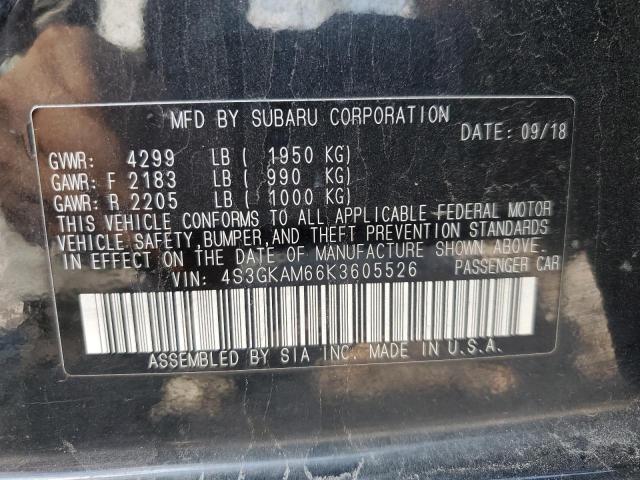 MFD BY SUBARU CORPORATION
DATE: 09/18
GVWR: 4299 LB ( 1950 KG)
GAWR: F 2183 LB ( 990 KG)
GAWR: R 2205 LB ( 1000 KG)
THIS VEHICLE CONFORMS TO ALL APPLICABLE FEDERAL MOTOR
VEHICLE SAFETY, BUMPER, AND THEFT PREVENTION STANDARDS
IN EFFECT ON THE DATE OF MANUFACTURE SHOWN ABOVE.
VIN: 4S3GKAM66K3605526 PASSENGER CAR
ASSEMBLED BY SIA INC. MADE IN U.S.A.